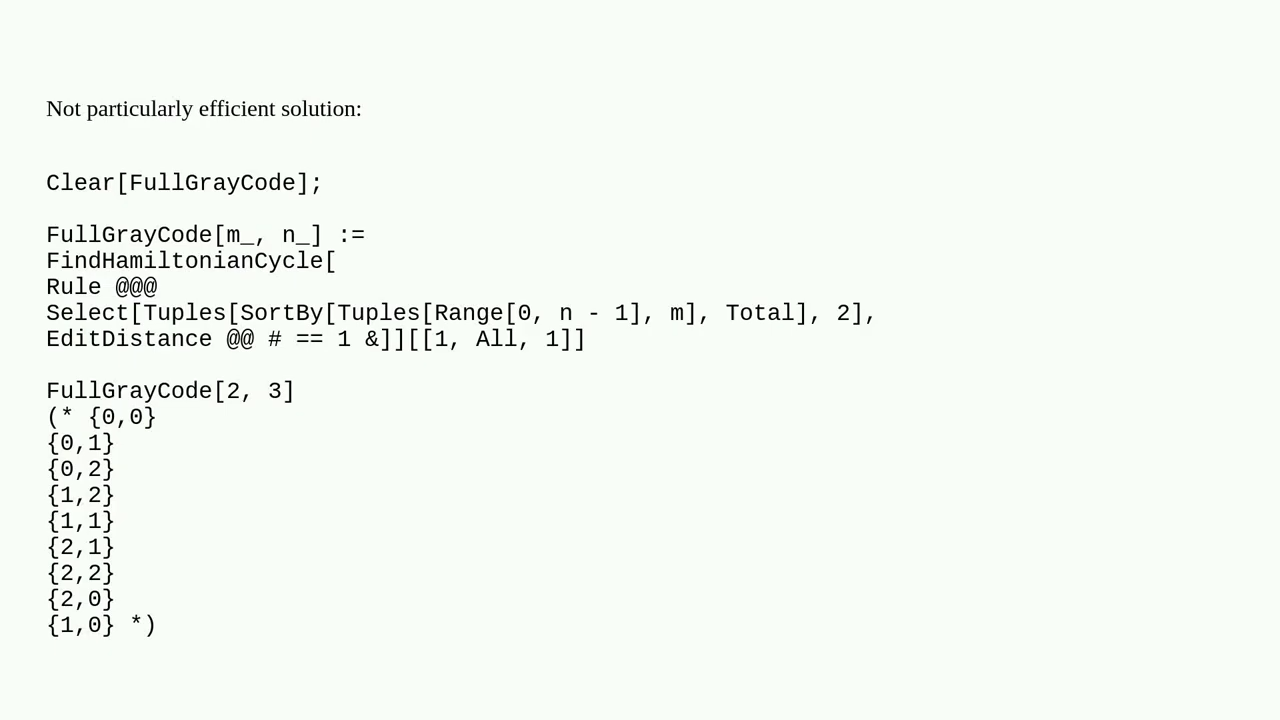 Not particularly efficient solution:
Clear[FullGrayCode];
FullGrayCode[m_, n_] :=
FindHamiltonianCycle[
Rule @@@
Select[Tuples[SortBy[Tuples[Range[0, n - 1], m], Total], 2],
EditDistance @@ # == 1 &]][[1, All, 1]]
FullGrayCode[2, 3]
(* {0,0}
{0,1}
{0,2}
{1,2}
{1,1}
{2,1}
{2,2}
{2,0}
{1,0} *)